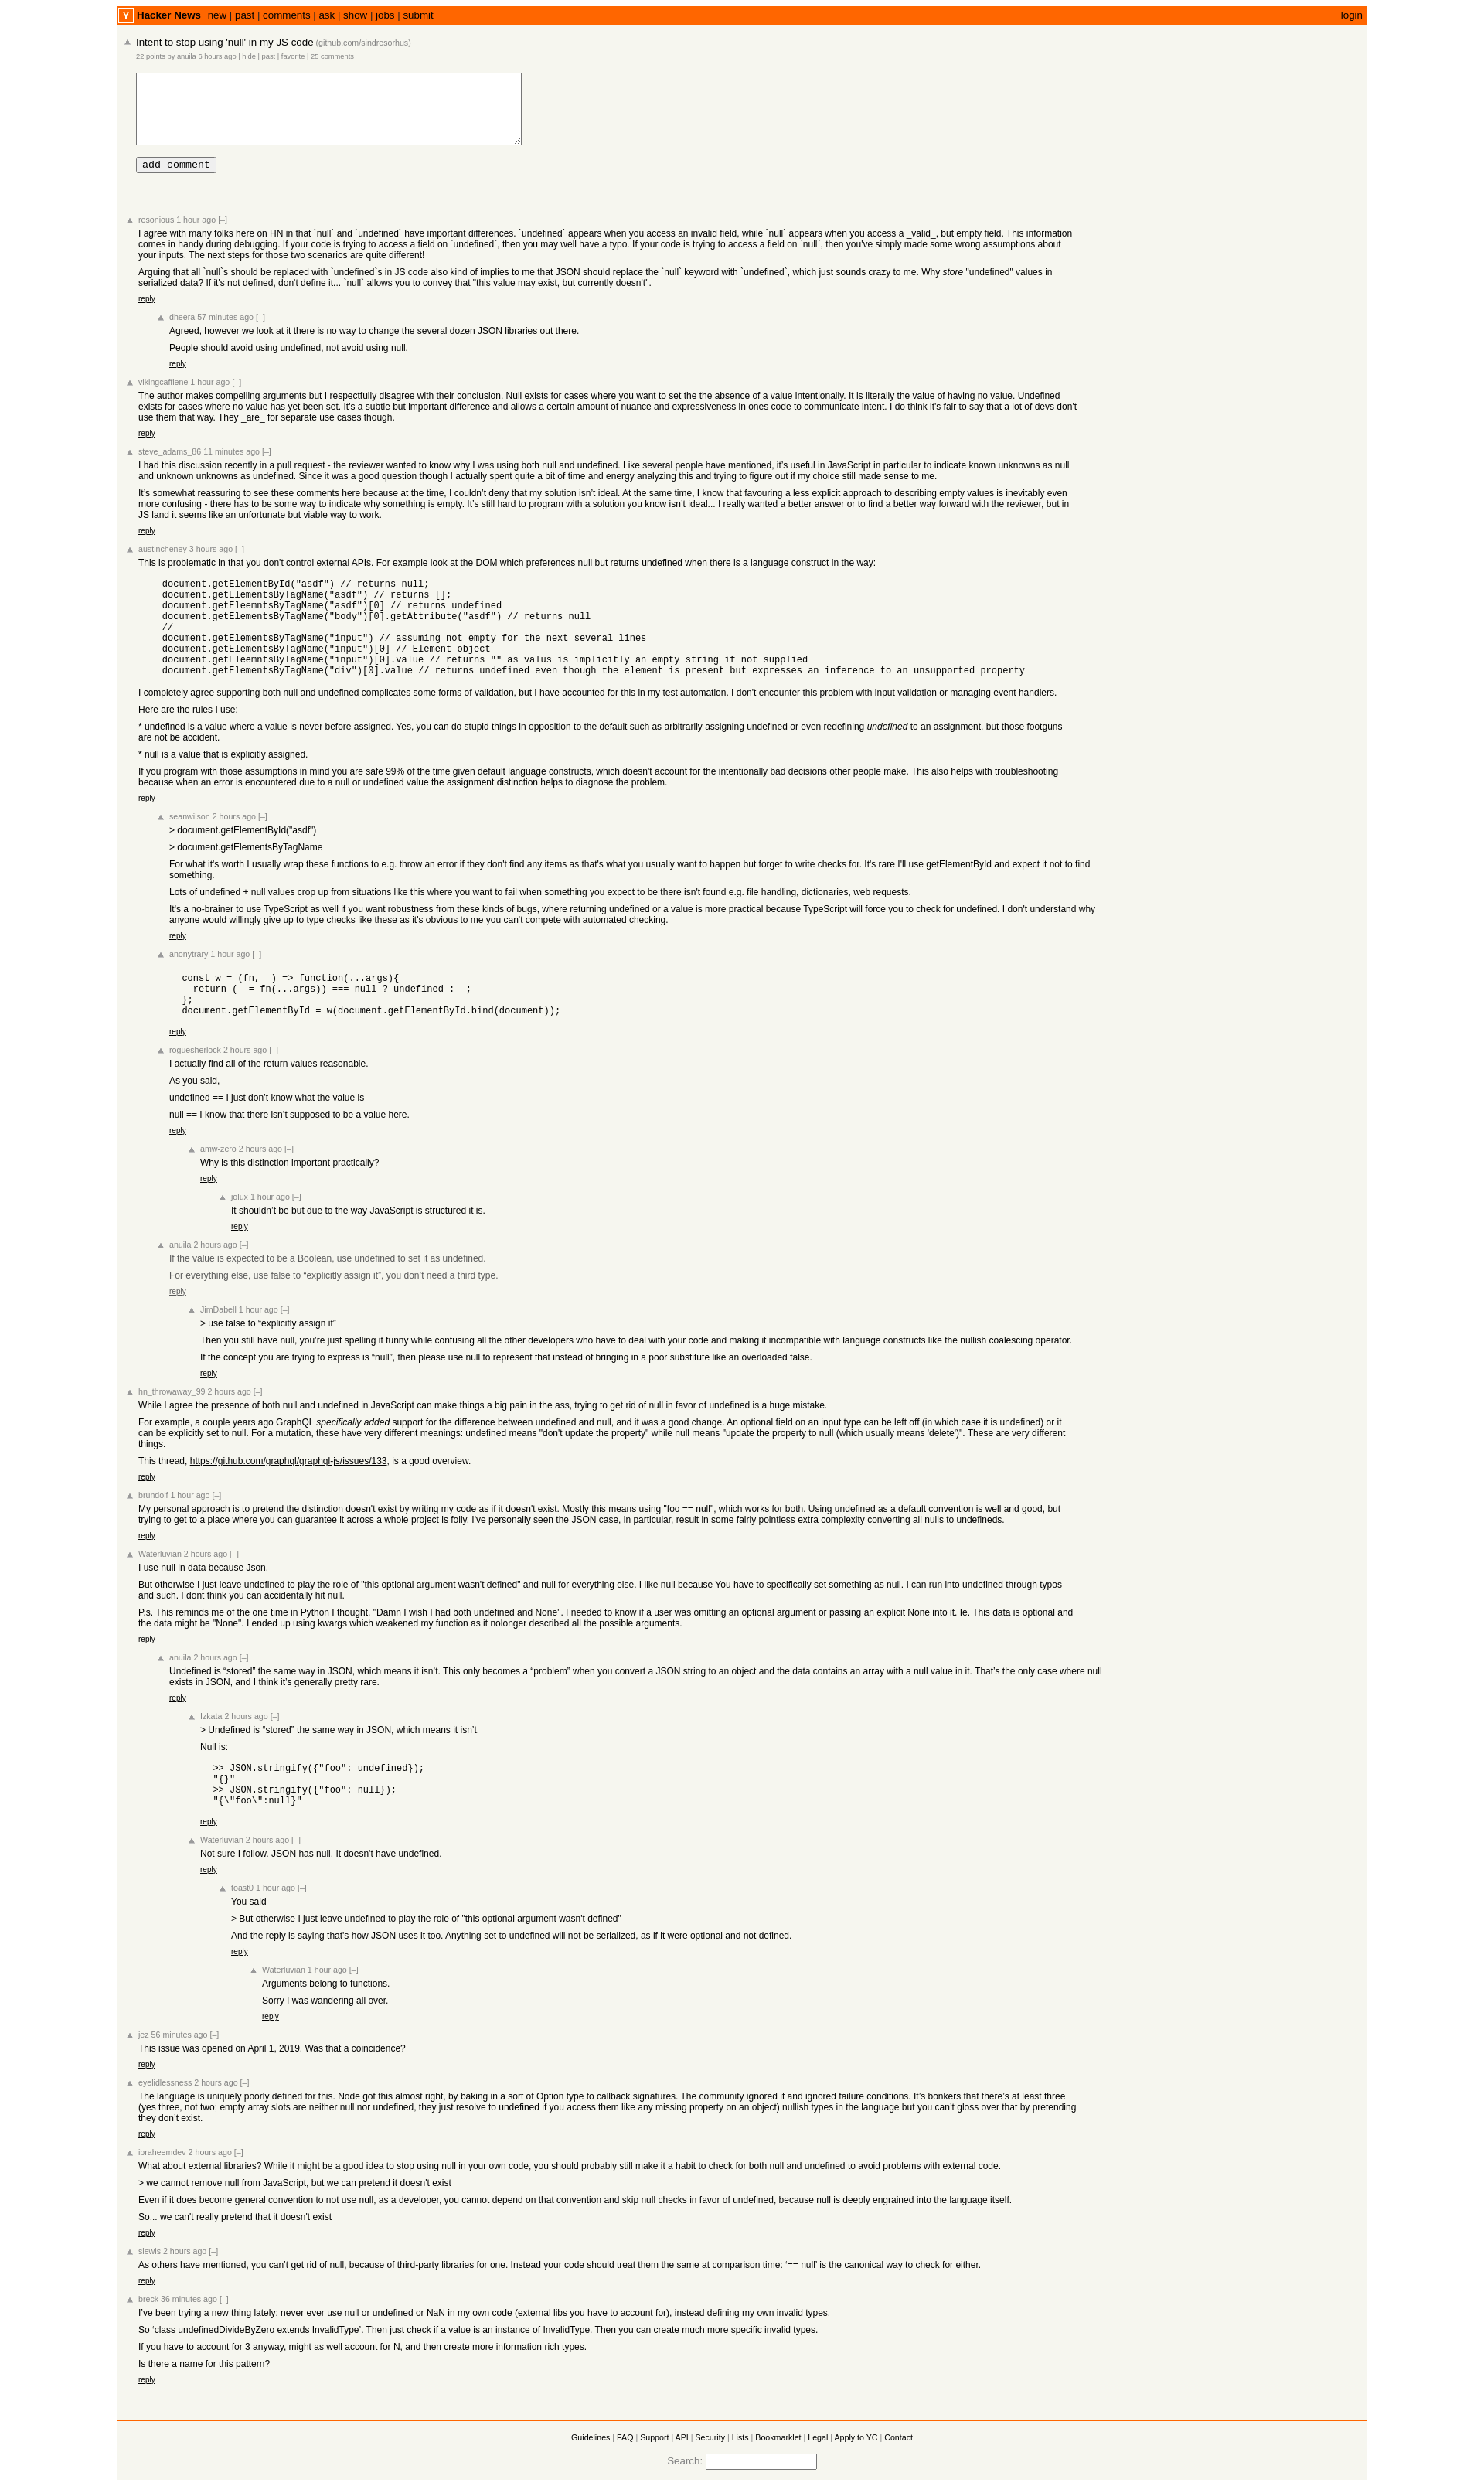 Y Hacker News new | past | comments | ask | show | jobs | submit login
Intent to stop using 'null' in my JS code (github.com/sindresorhus)
22 points by anuila 6 hours ago | hide | past | favorite | 25 comments
add comment
resonious 1 hour ago [–]
I agree with many folks here on HN in that `null` and `undefined` have important differences. `undefined` appears when you access an invalid field, while `null` appears when you access a _valid_, but empty field. This information
comes in handy during debugging. If your code is trying to access a field on `undefined`, then you may well have a typo. If your code is trying to access a field on `null`, then you've simply made some wrong assumptions about
your inputs. The next steps for those two scenarios are quite different!
Arguing that all `null`s should be replaced with `undefined`s in JS code also kind of implies to me that JSON should replace the `null` keyword with `undefined`, which just sounds crazy to me. Why store "undefined" values in
serialized data? If it's not defined, don't define it... `null` allows you to convey that "this value may exist, but currently doesn't".
reply
dheera 57 minutes ago [–]
Agreed, however we look at it there is no way to change the several dozen JSON libraries out there.
People should avoid using undefined, not avoid using null.
reply
vikingcaffiene 1 hour ago [–]
The author makes compelling arguments but I respectfully disagree with their conclusion. Null exists for cases where you want to set the the absence of a value intentionally. It is literally the value of having no value. Undefined
exists for cases where no value has yet been set. It's a subtle but important difference and allows a certain amount of nuance and expressiveness in ones code to communicate intent. I do think it's fair to say that a lot of devs don't
use them that way. They _are_ for separate use cases though.
reply
steve_adams_86 11 minutes ago [–]
I had this discussion recently in a pull request - the reviewer wanted to know why I was using both null and undefined. Like several people have mentioned, it's useful in JavaScript in particular to indicate known unknowns as null
and unknown unknowns as undefined. Since it was a good question though I actually spent quite a bit of time and energy analyzing this and trying to figure out if my choice still made sense to me.
It’s somewhat reassuring to see these comments here because at the time, I couldn’t deny that my solution isn’t ideal. At the same time, I know that favouring a less explicit approach to describing empty values is inevitably even
more confusing - there has to be some way to indicate why something is empty. It’s still hard to program with a solution you know isn’t ideal... I really wanted a better answer or to find a better way forward with the reviewer, but in
JS land it seems like an unfortunate but viable way to work.
reply
austincheney 3 hours ago [–]
This is problematic in that you don't control external APIs. For example look at the DOM which preferences null but returns undefined when there is a language construct in the way:
document.getElementById("asdf") // returns null;
document.getElementsByTagName("asdf") // returns [];
document.getEleemntsByTagName("asdf")[0] // returns undefined
document.getElementsByTagName("body")[0].getAttribute("asdf") // returns null
//
document.getElementsByTagName("input") // assuming not empty for the next several lines
document.getElementsByTagName("input")[0] // Element object
document.getEleemntsByTagName("input")[0].value // returns "" as valus is implicitly an empty string if not supplied
document.getElementsByTagName("div")[0].value // returns undefined even though the element is present but expresses an inference to an unsupported property
I completely agree supporting both null and undefined complicates some forms of validation, but I have accounted for this in my test automation. I don't encounter this problem with input validation or managing event handlers.
Here are the rules I use:
* undefined is a value where a value is never before assigned. Yes, you can do stupid things in opposition to the default such as arbitrarily assigning undefined or even redefining undefined to an assignment, but those footguns
are not be accident.
* null is a value that is explicitly assigned.
If you program with those assumptions in mind you are safe 99% of the time given default language constructs, which doesn't account for the intentionally bad decisions other people make. This also helps with troubleshooting
because when an error is encountered due to a null or undefined value the assignment distinction helps to diagnose the problem.
reply
seanwilson 2 hours ago [–]
> document.getElementById("asdf")
> document.getElementsByTagName
For what it's worth I usually wrap these functions to e.g. throw an error if they don't find any items as that's what you usually want to happen but forget to write checks for. It's rare I'll use getElementById and expect it not to find
something.
Lots of undefined + null values crop up from situations like this where you want to fail when something you expect to be there isn't found e.g. file handling, dictionaries, web requests.
It's a no-brainer to use TypeScript as well if you want robustness from these kinds of bugs, where returning undefined or a value is more practical because TypeScript will force you to check for undefined. I don't understand why
anyone would willingly give up to type checks like these as it's obvious to me you can't compete with automated checking.
reply
anonytrary 1 hour ago [–]
const w = (fn, _) => function(...args){
return (_ = fn(...args)) === null ? undefined : _;
};
document.getElementById = w(document.getElementById.bind(document));
reply
roguesherlock 2 hours ago [–]
I actually find all of the return values reasonable.
As you said,
undefined == I just don’t know what the value is
null == I know that there isn’t supposed to be a value here.
reply
amw-zero 2 hours ago [–]
Why is this distinction important practically?
reply
jolux 1 hour ago [–]
It shouldn’t be but due to the way JavaScript is structured it is.
reply
anuila 2 hours ago [–]
If the value is expected to be a Boolean, use undefined to set it as undefined.
For everything else, use false to “explicitly assign it”, you don’t need a third type.
reply
JimDabell 1 hour ago [–]
> use false to “explicitly assign it”
Then you still have null, you’re just spelling it funny while confusing all the other developers who have to deal with your code and making it incompatible with language constructs like the nullish coalescing operator.
If the concept you are trying to express is “null”, then please use null to represent that instead of bringing in a poor substitute like an overloaded false.
reply
hn_throwaway_99 2 hours ago [–]
While I agree the presence of both null and undefined in JavaScript can make things a big pain in the ass, trying to get rid of null in favor of undefined is a huge mistake.
For example, a couple years ago GraphQL specifically added support for the difference between undefined and null, and it was a good change. An optional field on an input type can be left off (in which case it is undefined) or it
can be explicitly set to null. For a mutation, these have very different meanings: undefined means "don't update the property" while null means "update the property to null (which usually means 'delete')". These are very different
things.
This thread, https://github.com/graphql/graphql-js/issues/133, is a good overview.
reply
brundolf 1 hour ago [–]
My personal approach is to pretend the distinction doesn't exist by writing my code as if it doesn't exist. Mostly this means using "foo == null", which works for both. Using undefined as a default convention is well and good, but
trying to get to a place where you can guarantee it across a whole project is folly. I've personally seen the JSON case, in particular, result in some fairly pointless extra complexity converting all nulls to undefineds.
reply
Waterluvian 2 hours ago [–]
I use null in data because Json.
But otherwise I just leave undefined to play the role of "this optional argument wasn't defined" and null for everything else. I like null because You have to specifically set something as null. I can run into undefined through typos
and such. I dont think you can accidentally hit null.
P.s. This reminds me of the one time in Python I thought, "Damn I wish I had both undefined and None". I needed to know if a user was omitting an optional argument or passing an explicit None into it. Ie. This data is optional and
the data might be "None". I ended up using kwargs which weakened my function as it nolonger described all the possible arguments.
reply
anuila 2 hours ago [–]
Undefined is “stored” the same way in JSON, which means it isn’t. This only becomes a “problem” when you convert a JSON string to an object and the data contains an array with a null value in it. That’s the only case where null
exists in JSON, and I think it’s generally pretty rare.
reply
Izkata 2 hours ago [–]
> Undefined is “stored” the same way in JSON, which means it isn’t.
Null is:
>> JSON.stringify({"foo": undefined});
"{}"
>> JSON.stringify({"foo": null});
"{\"foo\":null}"
reply
Waterluvian 2 hours ago [–]
Not sure I follow. JSON has null. It doesn't have undefined.
reply
toast0 1 hour ago [–]
You said
> But otherwise I just leave undefined to play the role of "this optional argument wasn't defined"
And the reply is saying that's how JSON uses it too. Anything set to undefined will not be serialized, as if it were optional and not defined.
reply
Waterluvian 1 hour ago [–]
Arguments belong to functions.
Sorry I was wandering all over.
reply
jez 56 minutes ago [–]
This issue was opened on April 1, 2019. Was that a coincidence?
reply
eyelidlessness 2 hours ago [–]
The language is uniquely poorly defined for this. Node got this almost right, by baking in a sort of Option type to callback signatures. The community ignored it and ignored failure conditions. It’s bonkers that there’s at least three
(yes three, not two; empty array slots are neither null nor undefined, they just resolve to undefined if you access them like any missing property on an object) nullish types in the language but you can’t gloss over that by pretending
they don’t exist.
reply
ibraheemdev 2 hours ago [–]
What about external libraries? While it might be a good idea to stop using null in your own code, you should probably still make it a habit to check for both null and undefined to avoid problems with external code.
> we cannot remove null from JavaScript, but we can pretend it doesn't exist
Even if it does become general convention to not use null, as a developer, you cannot depend on that convention and skip null checks in favor of undefined, because null is deeply engrained into the language itself.
So... we can't really pretend that it doesn't exist
reply
slewis 2 hours ago [–]
As others have mentioned, you can’t get rid of null, because of third-party libraries for one. Instead your code should treat them the same at comparison time: ‘== null’ is the canonical way to check for either.
reply
breck 36 minutes ago [–]
I’ve been trying a new thing lately: never ever use null or undefined or NaN in my own code (external libs you have to account for), instead defining my own invalid types.
So ‘class undefinedDivideByZero extends InvalidType’. Then just check if a value is an instance of InvalidType. Then you can create much more specific invalid types.
If you have to account for 3 anyway, might as well account for N, and then create more information rich types.
Is there a name for this pattern?
reply
Guidelines | FAQ | Support | API | Security | Lists | Bookmarklet | Legal | Apply to YC | Contact
Search: